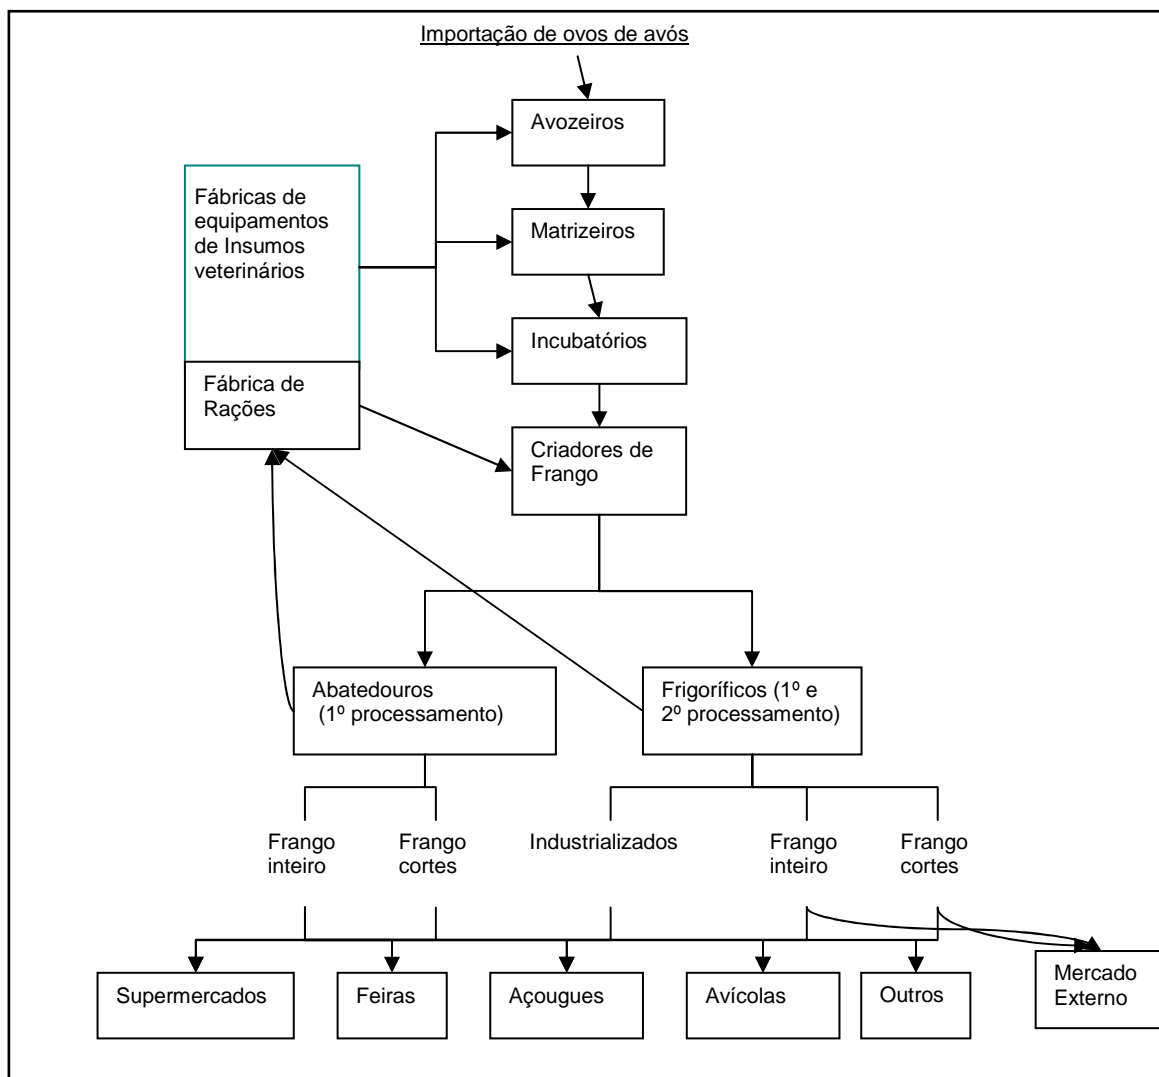 Importação de ovos de avós
Avozeiros
Fábricas de
equipamentos
de Insumos
veterinários
Matrizeiros
Incubatórios
Fábrica de
Rações
Criadores de
Frango
Abatedouros
(1º processamento)
Frigoríficos (1º e
2º processamento)
Frango
inteiro
Frango
cortes
Industrializados
Frango
inteiro
Frango
cortes
Supermercados
Feiras
Açougues
Avícolas
Outros
Mercado
Externo